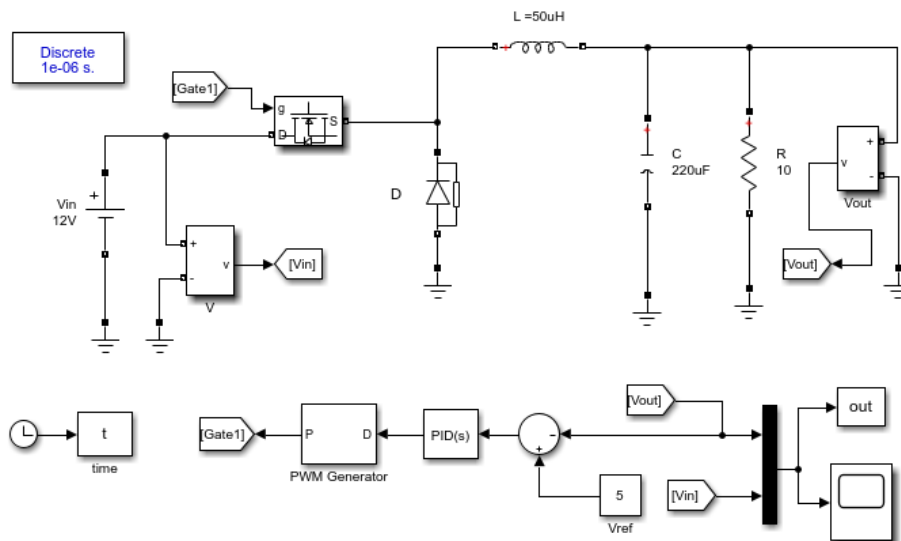 L =50uH
Discrete
1e-06 s.
[Gate1]
g
D
S
Vin
12V
+
+
-
v
V
[Vin]
D
C
220uF
R
10
+
-
v
Vout
[Vout]
t
time
[Gate1]
P
D
PWM Generator
PID(s)
-
+
5
Vref
[Vout]
[Vin]
out